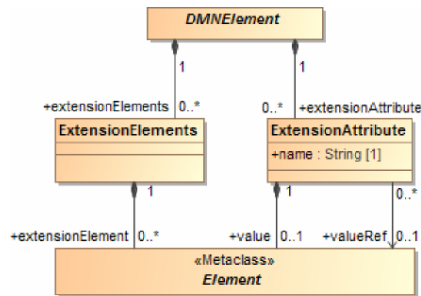 DMNElement
1
1
+extensionElements 0..*
0..* +extensionAttribute
ExtensionElements
ExtensionAttribute
+name : String [1]
1
1
0..*
+extensionElement 0..*
+value 0..1
+valueRef 0..1
«Metaclass»
Element